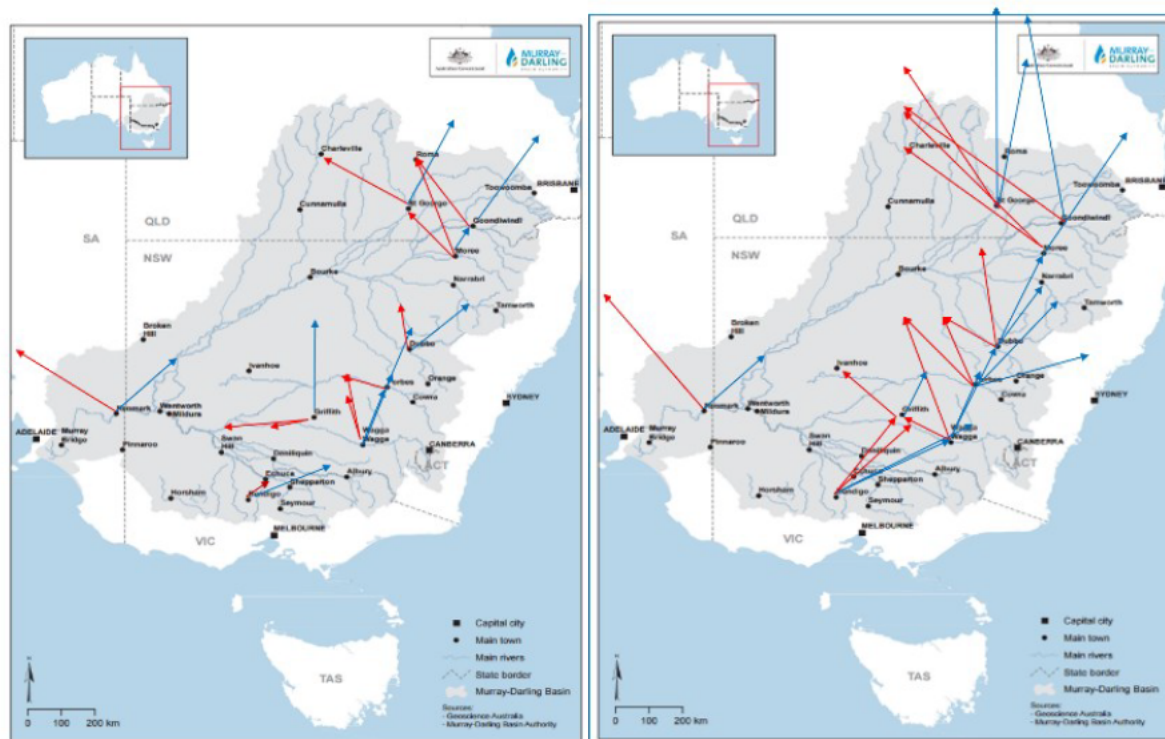 MURRAY–
DARLING
BASIN AUTHORITY
Charleville
Roma
Toowoomba
BRISBANE
St George
Cunnamulla
QLD
Goondiwindi
SA
NSW
Moree
Bourke
Narrabri
Tamworth
Broken
Hill
Dubbo
Ivanhoe
Forbes
Orange
Cowra
SYDNEY
Renmark
Wentworth
Mildura
Griffith
ADELAIDE
Murray
Bridge
Pinnaroo
Swan
Hill
Wagga
Wagga
CANBERRA
ACT
Deniliquin
Echuca
Albury
Shepparton
Horsham
Bendigo
Seymour
MELBOURNE
VIC
Capital city
Main town
Main rivers
State border
Murray-Darling Basin
TAS
Sources:
- Geoscience Australia
- Murray-Darling Basin Authority
0 100 200 km
MURRAY–
DARLING
Charleville
Roma
Toowoomba
BRISBANE
St George
Cunnamulla
QLD
Goondiwindi
SA
NSW
Moree
Bourke
Narrabri
Tamworth
Broken
Hill
Dubbo
Ivanhoe
Forbes
Orange
Cowra
SYDNEY
Renmark
Wentworth
Mildura
Griffith
ADELAIDE
Murray
Bridge
Pinnaroo
Swan
Hill
Wagga
Wagga
CANBERRA
ACT
Deniliquin
Echuca
Albury
Shepparton
Horsham
Bendigo
Seymour
MELBOURNE
VIC
Capital city
Main town
Main rivers
State border
Murray-Darling Basin
TAS
Sources:
- Geoscience Australia
- Murray-Darling Basin Authority
0 100 200 km